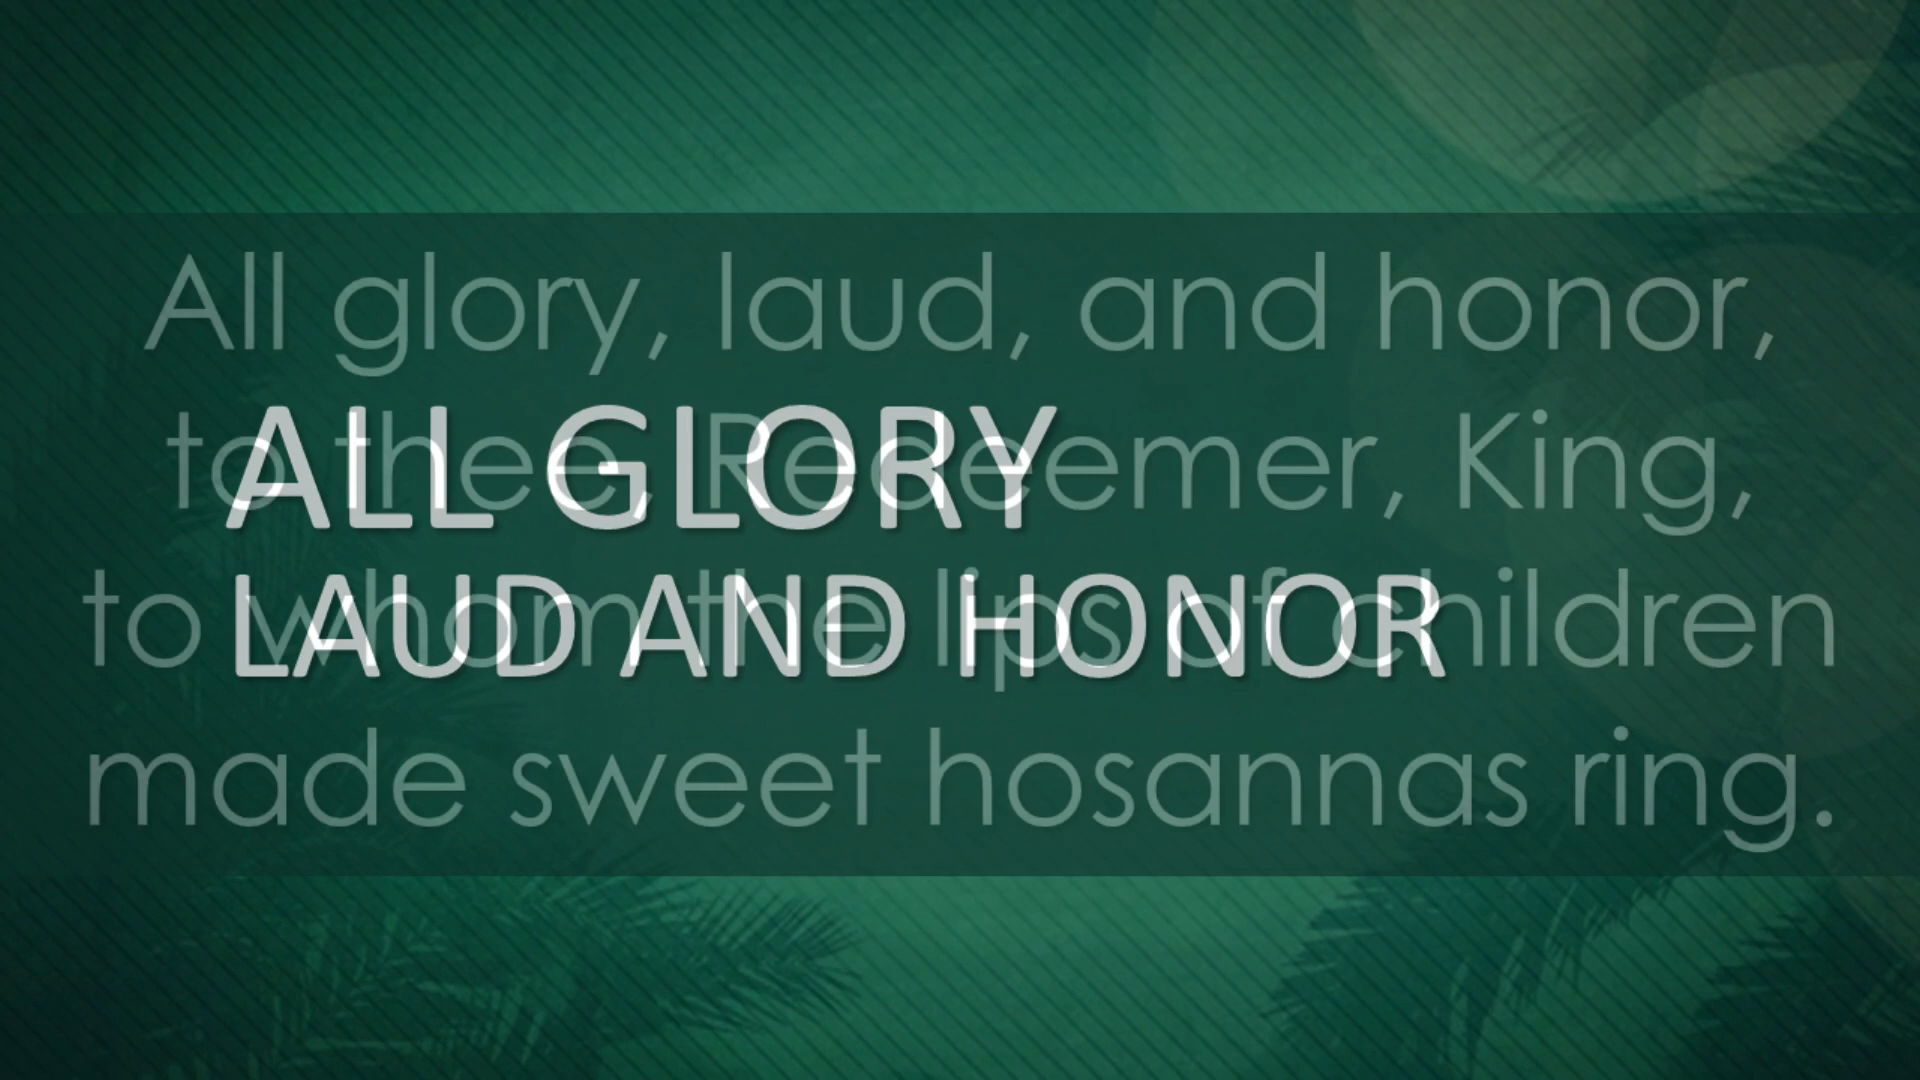 All glory, laud, and honor,
to thee, Redeemer, King,
to whom the lips of children
made sweet hosannas ring.
ALL GLORY
LAUD AND HONOR